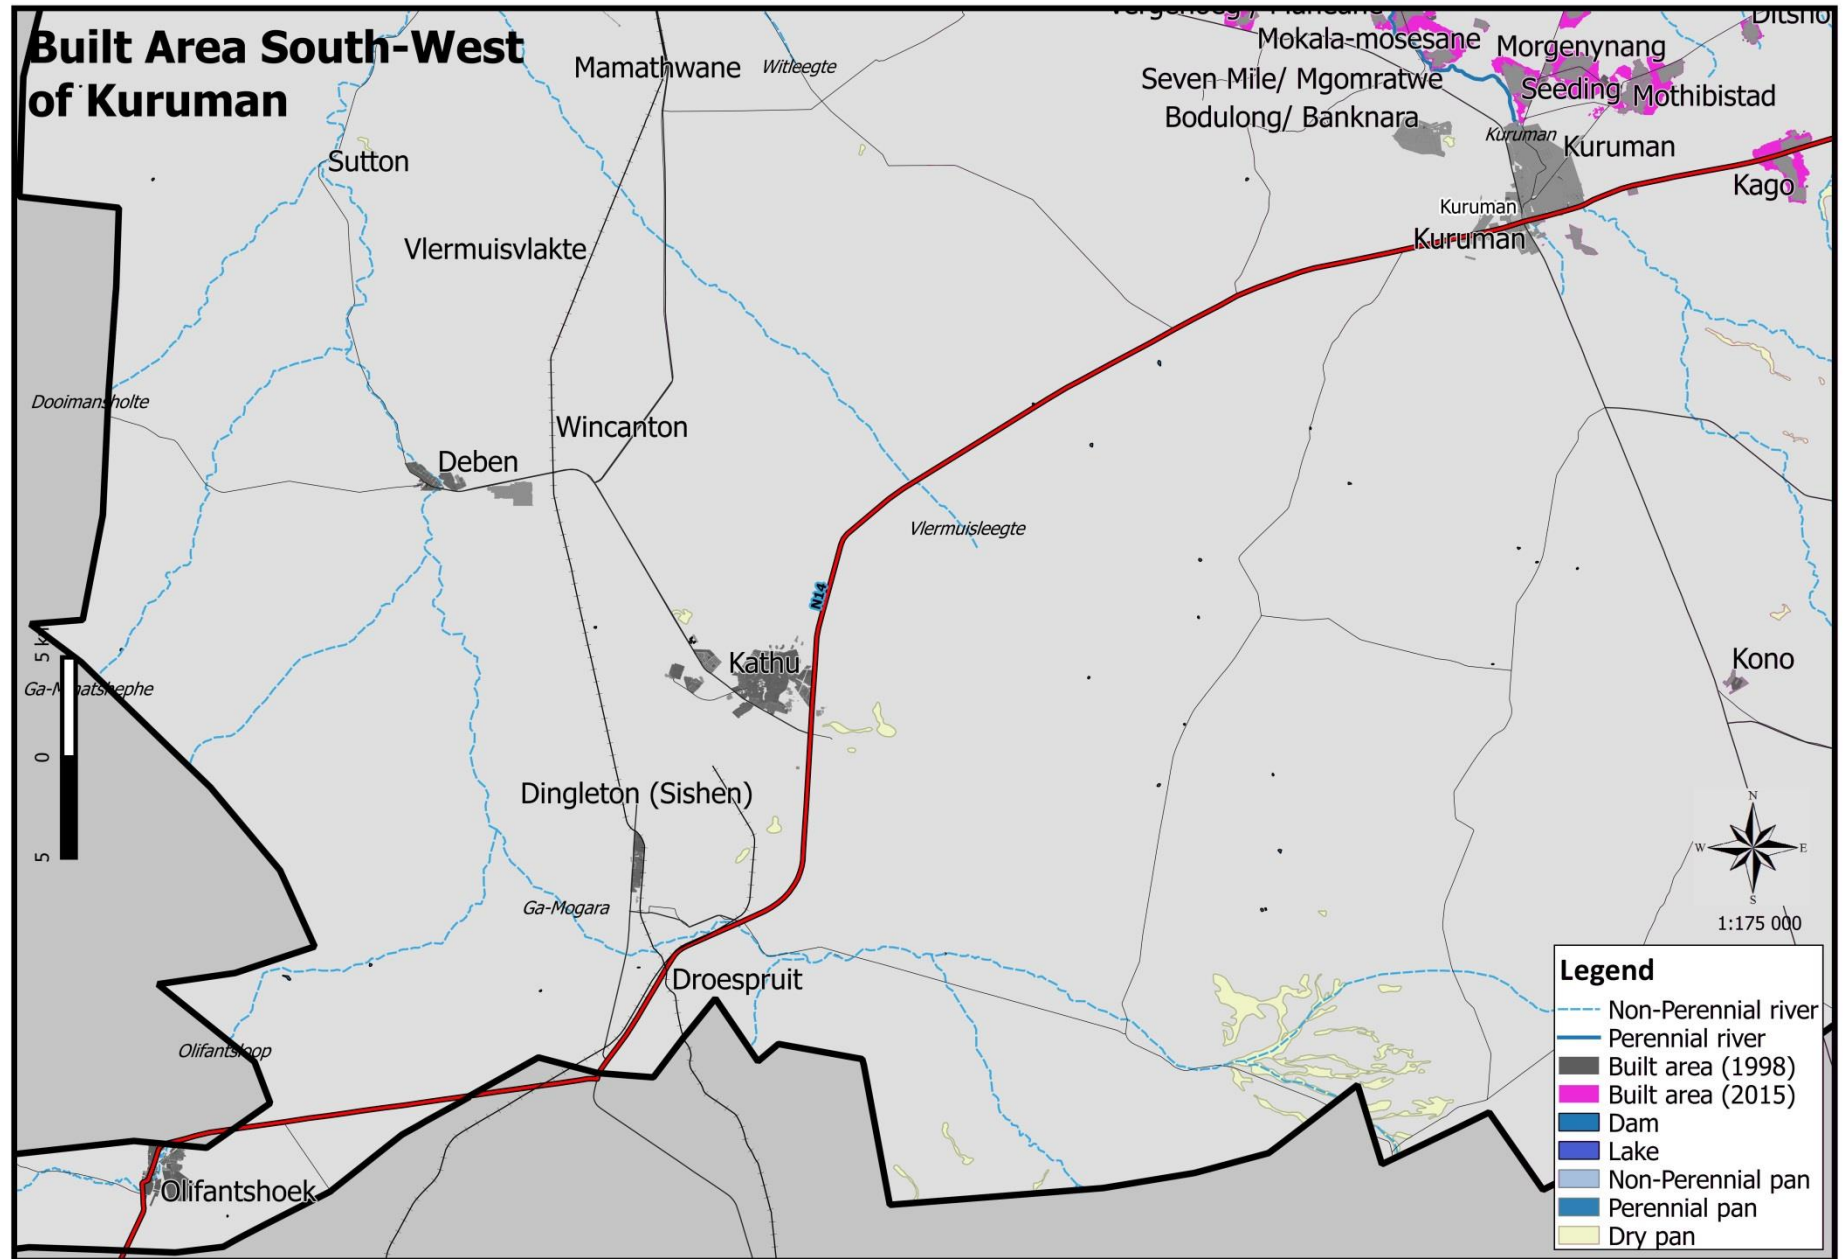 Built Area South-West
of Kuruman
Mamathwane
Witleegte
Mokala-mosesane
Morgenynang
Seven Mile/ Mgomratwe
Seeding
Mothibistad
Bodulong/ Banknara
Kuruman
Kuruman
Sutton
Kago
Kuruman
Kuruman
Vlermuisvlakte
Dooimansholte
Wincanton
Deben
Vlermuisleegte
N14
Kathu
Kono
5 km
0
5
Dingleton (Sishen)
Ga-Mogara
Droespruit
Olifantsloop
Olifantshoek
N
W
E
S
1:175 000
Legend
Non-Perennial river
Perennial river
Built area (1998)
Built area (2015)
Dam
Lake
Non-Perennial pan
Perennial pan
Dry pan